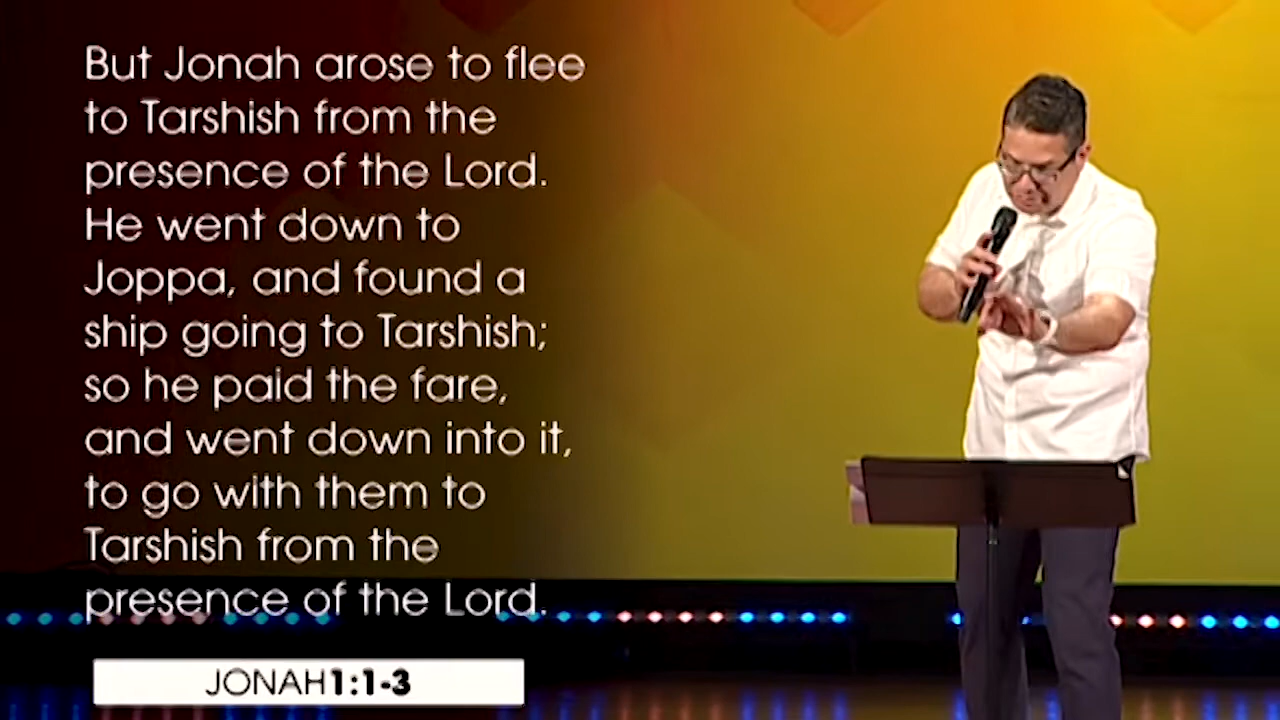 But Jonah arose to flee
to Tarshish from the
presence of the Lord.
He went down to
Joppa, and found a
ship going to Tarshish;
so he paid the fare,
and went down into it,
to go with them to
Tarshish from the
presence of the Lord.
JONAH 1:1-3